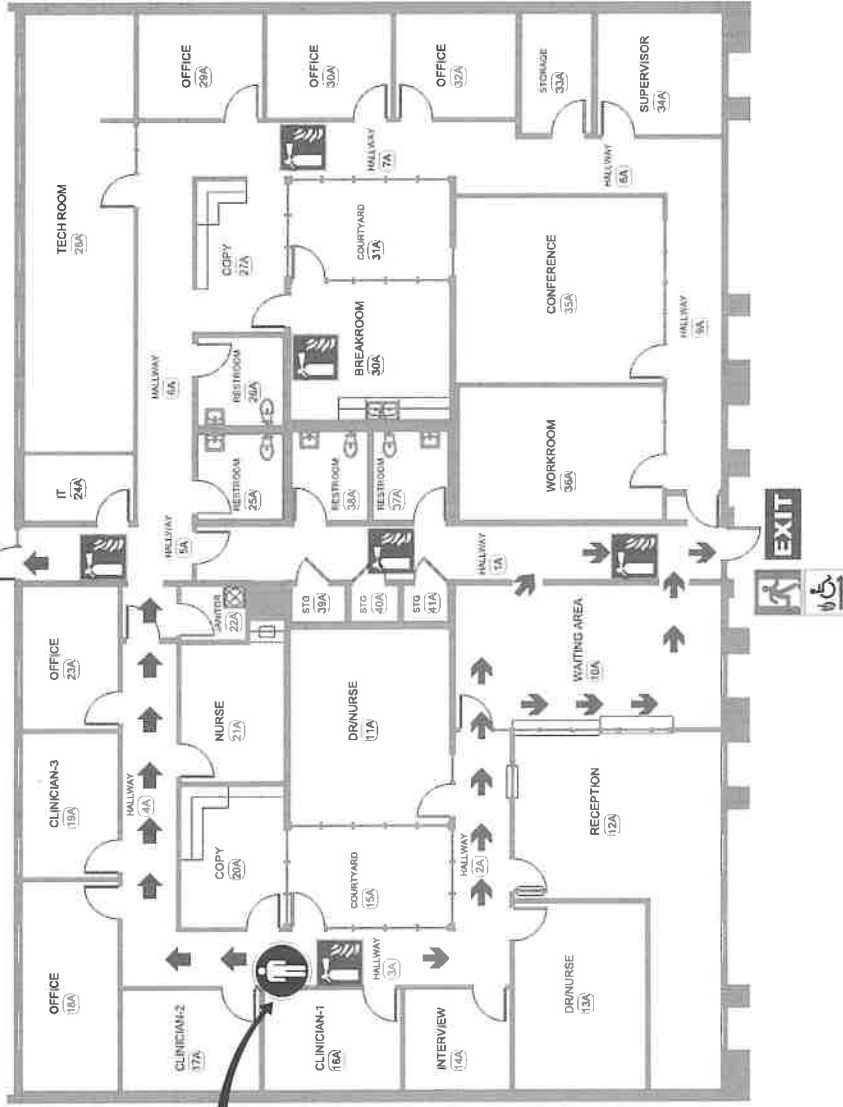 OFFICE
29A
OFFICE
30A
OFFICE
32A
STORAGE
33A
SUPERVISOR
34A
TECH ROOM
28A
HALLWAY
7A
HALLWAY
COPY
27A
COURTYARD
31A
CONFERENCE
35A
HALLWAY
9A
HALLWAY
6A
RESTROOM
26A
BREAKROOM
30A
IT
24A
RESTROOM
25A
RESTROOM
38A
RESTROOM
37A
WORKROOM
36A
HALLWAY
5A
HALLWAY
1A
EXIT
OFFICE
23A
JANITOR
22A
STG
39A
STG
40A
STG
41A
WAITING AREA
10A
NURSE
21A
DR/NURSE
11A
CLINICIAN-3
19A
HALLWAY
4A
COPY
20A
COURTYARD
15A
HALLWAY
2A
RECEPTION
12A
OFFICE
18A
HALLWAY
3A
CLINICIAN-2
17A
CLINICIAN-1
16A
INTERVIEW
14A
DR/NURSE
13A